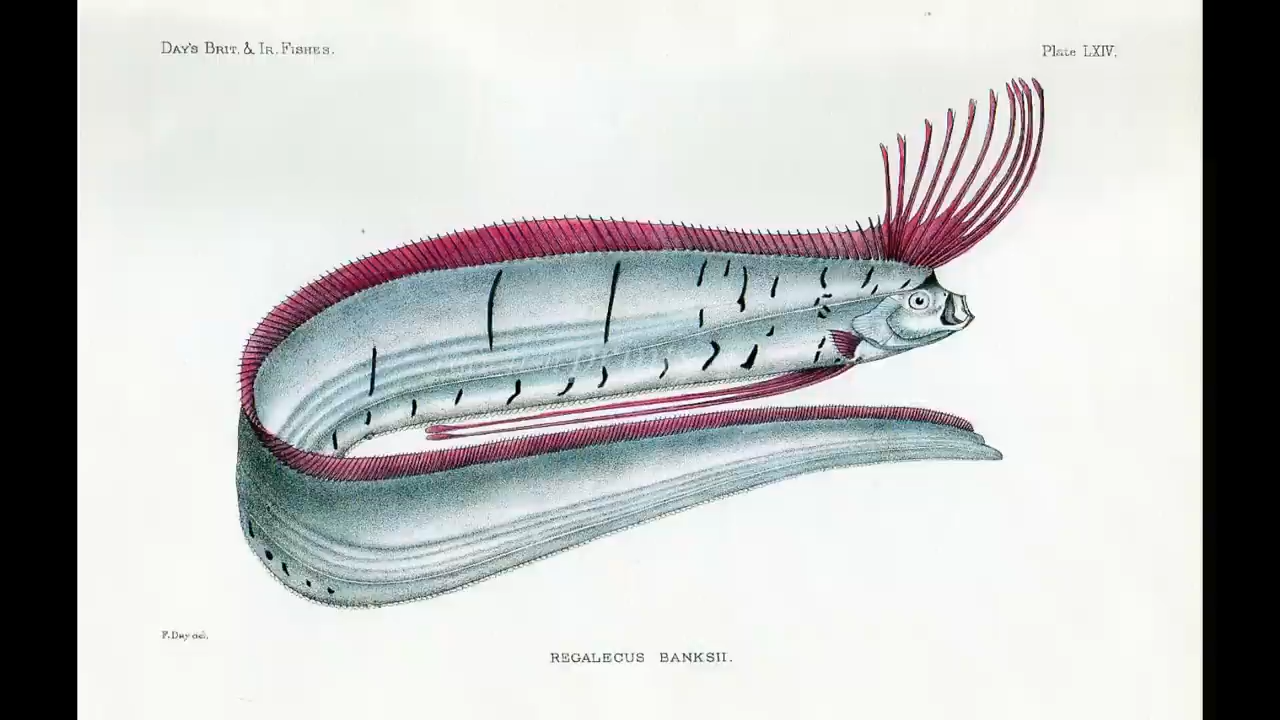 DAY'S BRIT. & IR. FISHES.
Plate LXIV.
F. Day del.
REGALECUS BANKSII.